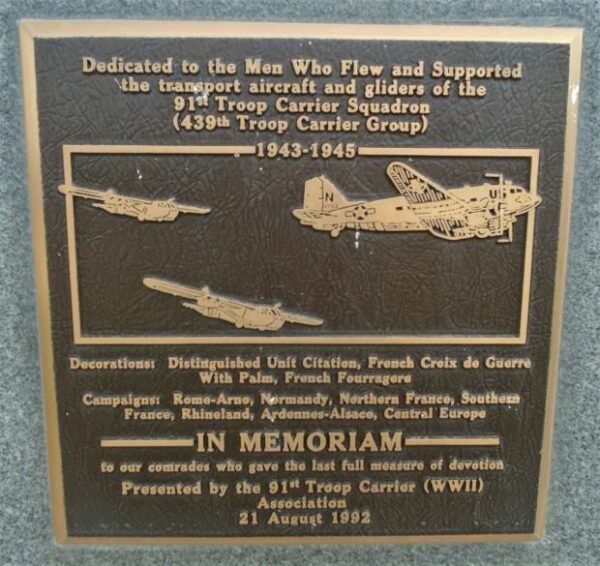 Dedicated to the Men Who Flew and Supported
the transport aircraft and gliders of the
91st Troop Carrier Squadron
(439th Troop Carrier Group)
1943-1945
N
U
Decorations: Distinguished Unit Citation, French Croix de Guerre
With Palm, French Fourragere
Campaigns: Rome-Arno, Normandy, Northern France, Southern
France, Rhineland, Ardennes-Alsace, Central Europe
IN MEMORIAM
to our comrades who gave the last full measure of devotion
Presented by the 91st Troop Carrier (WWII)
Association
21 August 1992